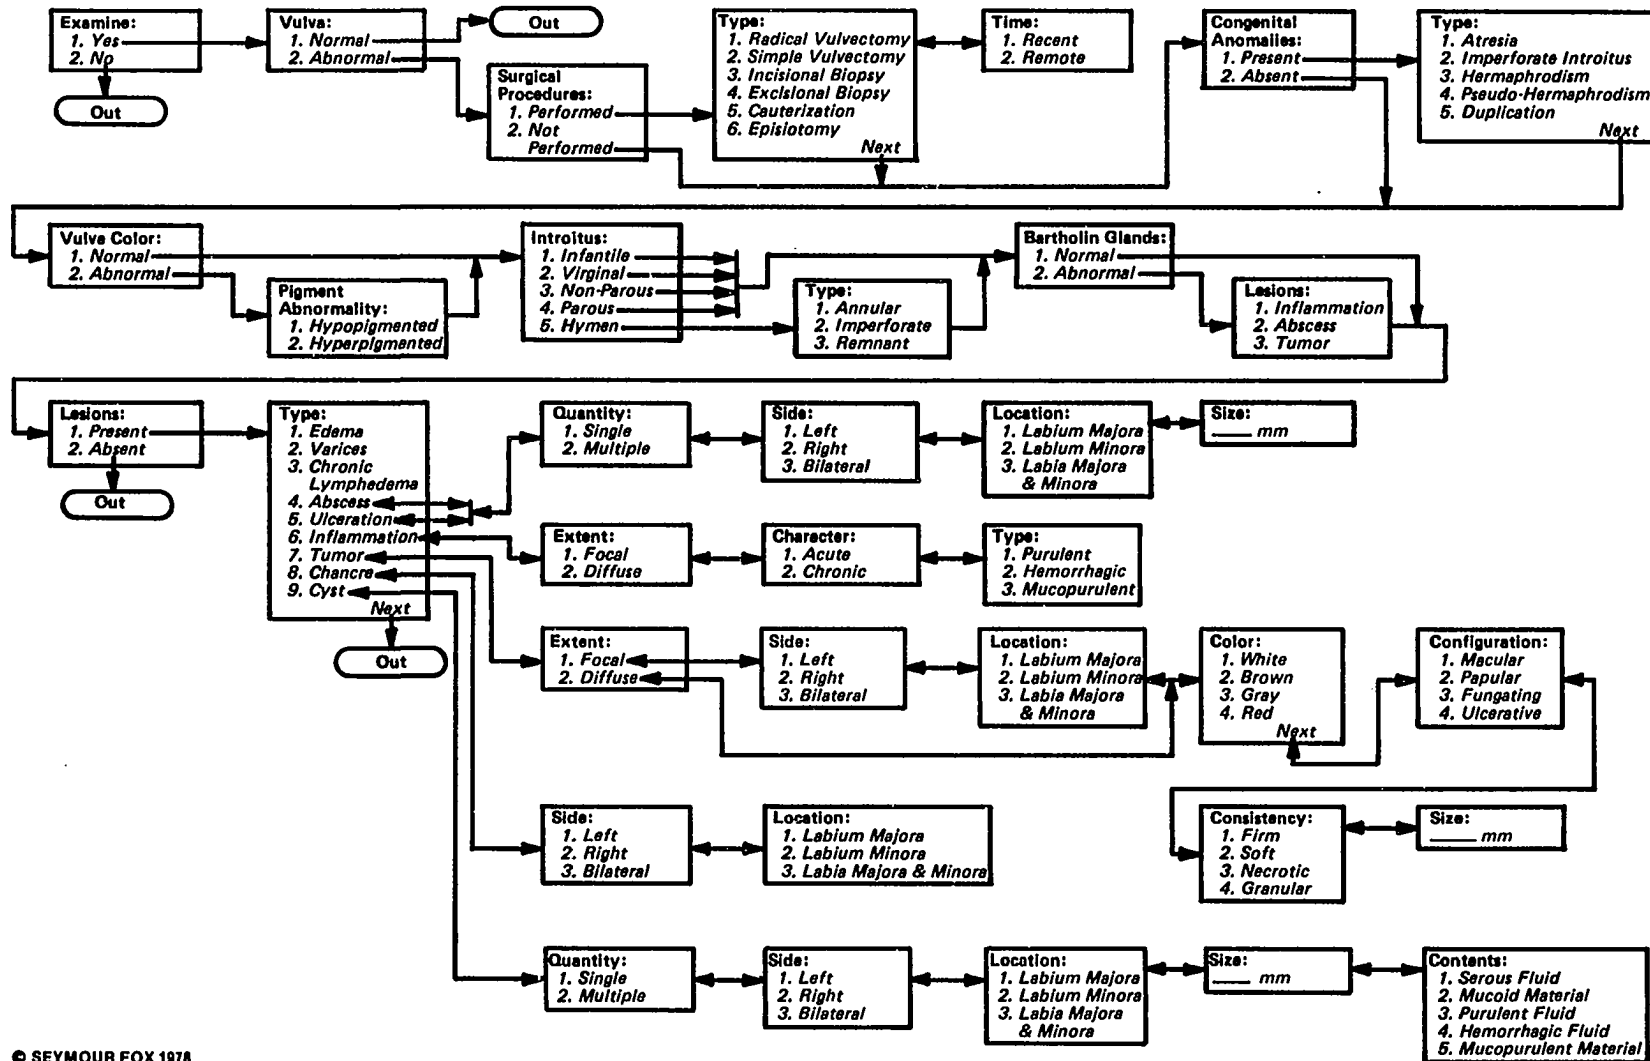 Examine:
1. Yes
2. No
Out
Vulva:
1. Normal
2. Abnormal
Out
Surgical
Procedures:
1. Performed
2. Not
Performed
Type:
1. Radical Vulvectomy
2. Simple Vulvectomy
3. Incisional Biopsy
4. Excisional Biopsy
5. Cauterization
6. Episiotomy
Next
Time:
1. Recent
2. Remote
Congenital
Anomalies:
1. Present
2. Absent
Type:
1. Atresia
2. Imperforate Introitus
3. Hermaphrodism
4. Pseudo-Hermaphrodism
5. Duplication
Next
Vulva Color:
1. Normal
2. Abnormal
Pigment
Abnormality:
1. Hypopigmented
2. Hyperpigmented
Introitus:
1. Infantile
2. Virginal
3. Non-Parous
4. Parous
5. Hymen
Type:
1. Annular
2. Imperforate
3. Remnant
Bartholin Glands:
1. Normal
2. Abnormal
Lesions:
1. Inflammation
2. Abscess
3. Tumor
Lesions:
1. Present
2. Absent
Out
Type:
1. Edema
2. Varices
3. Chronic
Lymphedema
4. Abscess
5. Ulceration
6. Inflammation
7. Tumor
8. Chancre
9. Cyst
Next
Out
Quantity:
1. Single
2. Multiple
Side:
1. Left
2. Right
3. Bilateral
Location:
1. Labium Majora
2. Labium Minora
3. Labia Majora
& Minora
Size:
____ mm
Extent:
1. Focal
2. Diffuse
Character:
1. Acute
2. Chronic
Type:
1. Purulent
2. Hemorrhagic
3. Mucopurulent
Extent:
1. Focal
2. Diffuse
Side:
1. Left
2. Right
3. Bilateral
Location:
1. Labium Majora
2. Labium Minora
3. Labia Majora
& Minora
Color:
1. White
2. Brown
3. Gray
4. Red
Next
Configuration:
1. Macular
2. Papular
3. Fungating
4. Ulcerative
Side:
1. Left
2. Right
3. Bilateral
Location:
1. Labium Majora
2. Labium Minora
3. Labia Majora & Minora
Consistency:
1. Firm
2. Soft
3. Necrotic
4. Granular
Size:
____ mm
Quantity:
1. Single
2. Multiple
Side:
1. Left
2. Right
3. Bilateral
Location:
1. Labium Majora
2. Labium Minora
3. Labia Majora
& Minora
Size:
____ mm
Contents:
1. Serous Fluid
2. Mucoid Material
3. Purulent Fluid
4. Hemorrhagic Fluid
5. Mucopurulent Material
© SEYMOUR FOX 1978